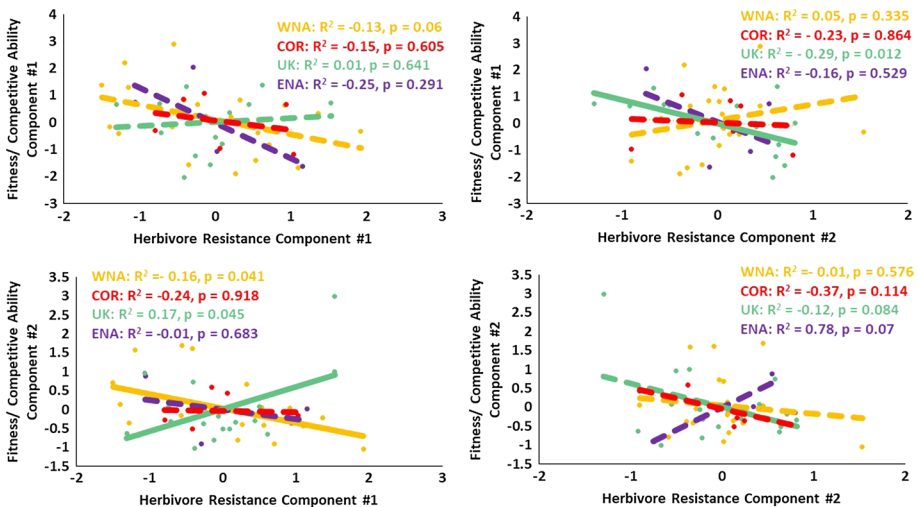 WNA: R² = -0.13, p = 0.06
COR: R² = -0.15, p = 0.605
UK: R² = 0.01, p = 0.641
ENA: R² = -0.25, p = 0.291
Fitness/ Competitive Ability
Component #1
4
3
2
1
0
-1
-2
-3
-2
-1
0
1
2
3
Herbivore Resistance Component #1
WNA: R² = 0.05, p = 0.335
COR: R² = - 0.23, p = 0.864
UK: R² = - 0.29, p = 0.012
ENA: R² = -0.16, p = 0.529
Fitness/ Competitive Ability
Component #1
4
3
2
1
0
-1
-2
-3
-2
-1
0
1
2
Herbivore Resistance Component #2
WNA: R² =- 0.16, p = 0.041
COR: R² = -0.24, p = 0.918
UK: R² = 0.17, p = 0.045
ENA: R² = -0.01, p = 0.683
Fitness/ Competitive Ability
Component #2
3.5
3
2.5
2
1.5
1
0.5
0
-0.5
-1
-1.5
-2
-1
0
1
2
3
Herbivore Resistance Component #1
WNA: R² =- 0.01, p = 0.576
COR: R² = -0.37, p = 0.114
UK: R² = -0.12, p = 0.084
ENA: R² = 0.78, p = 0.07
Fitness/ Competitive Ability
Component #2
3.5
3
2.5
2
1.5
1
0.5
0
-0.5
-1
-1.5
-2
-1
0
1
2
Herbivore Resistance Component #2